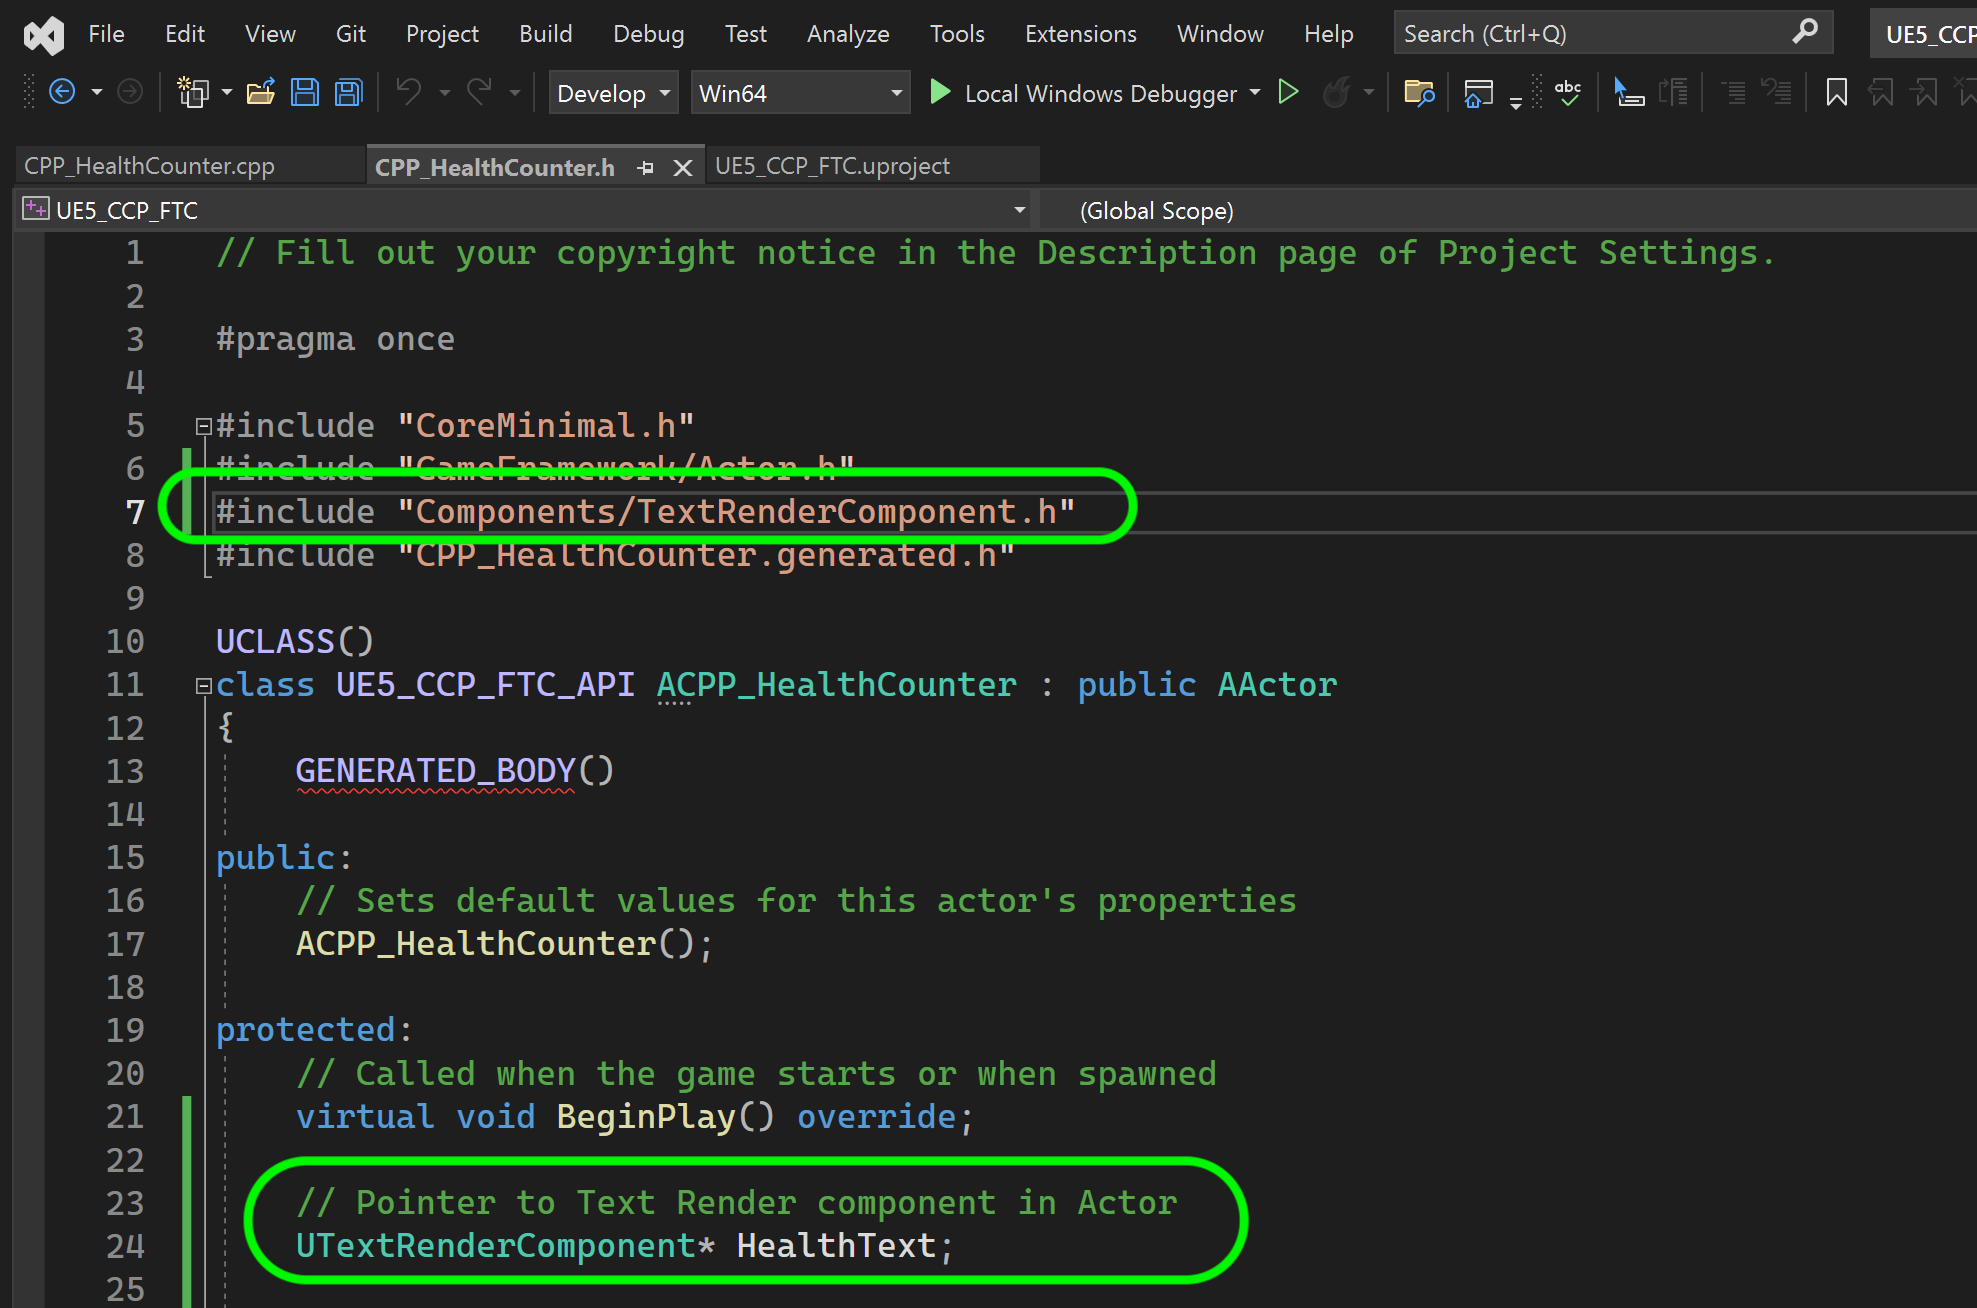 File Edit View Git Project Build Debug Test Analyze Tools Extensions Window Help Search (Ctrl+Q) UE5_CCP
Develop Win64 Local Windows Debugger abc
CPP_HealthCounter.cpp CPP_HealthCounter.h UE5_CCP_FTC.uproject
UE5_CCP_FTC (Global Scope)
1 // Fill out your copyright notice in the Description page of Project Settings.
2
3 #pragma once
4
5 #include "CoreMinimal.h"
6 #include "GameFramework/Actor.h"
7 #include "Components/TextRenderComponent.h"
8 #include "CPP_HealthCounter.generated.h"
9
10 UCLASS()
11 class UE5_CCP_FTC_API ACPP_HealthCounter : public AActor
12 {
13 GENERATED_BODY()
14
15 public:
16 // Sets default values for this actor's properties
17 ACPP_HealthCounter();
18
19 protected:
20 // Called when the game starts or when spawned
21 virtual void BeginPlay() override;
22
23 // Pointer to Text Render component in Actor
24 UTextRenderComponent* HealthText;
25